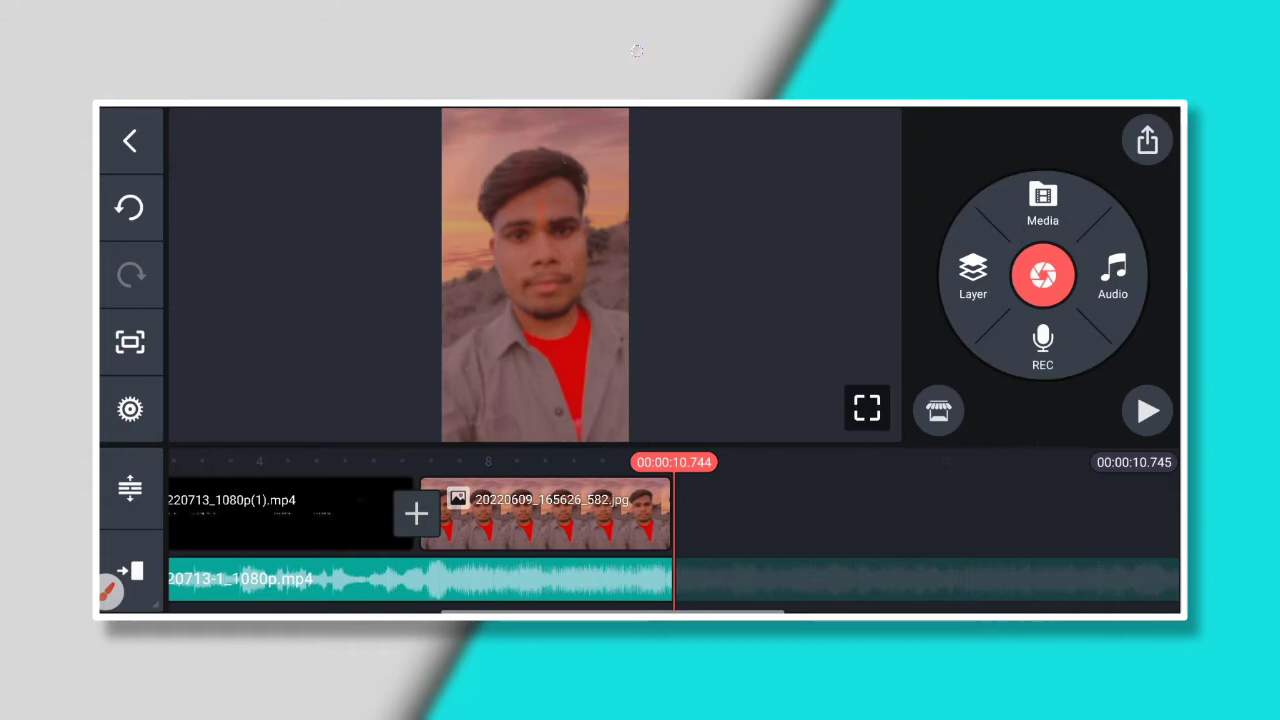 Media
Layer
Audio
REC
4
8
00:00:10.744
00:00:10.745
220713_1080p(1).mp4
20220609_165626_582.jpg
20713-1_1080p.mp4